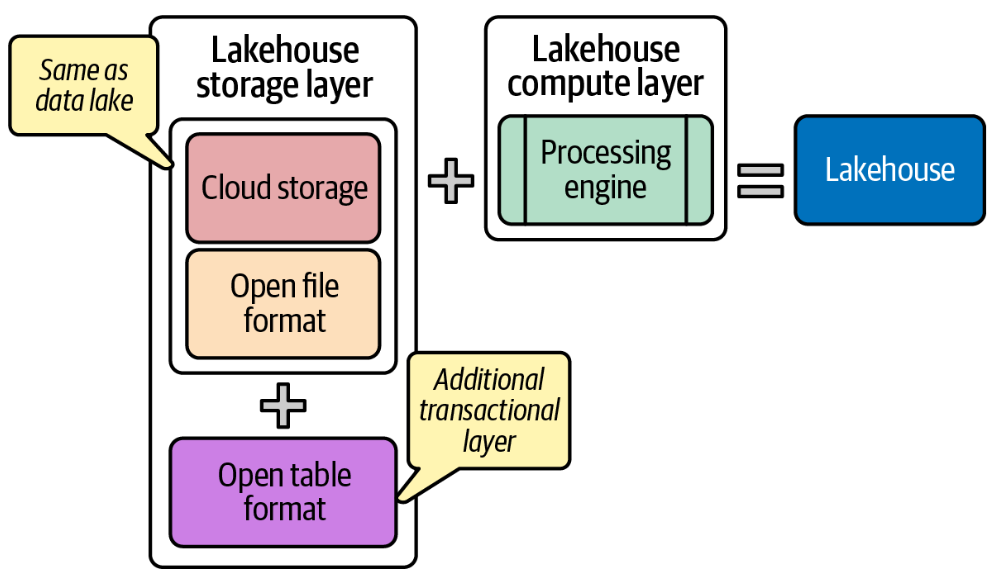 Lakehouse
storage layer
Same as
data lake
Cloud storage
Open file
format
Open table
format
Additional
transactional
layer
Lakehouse
compute layer
Processing
engine
Lakehouse